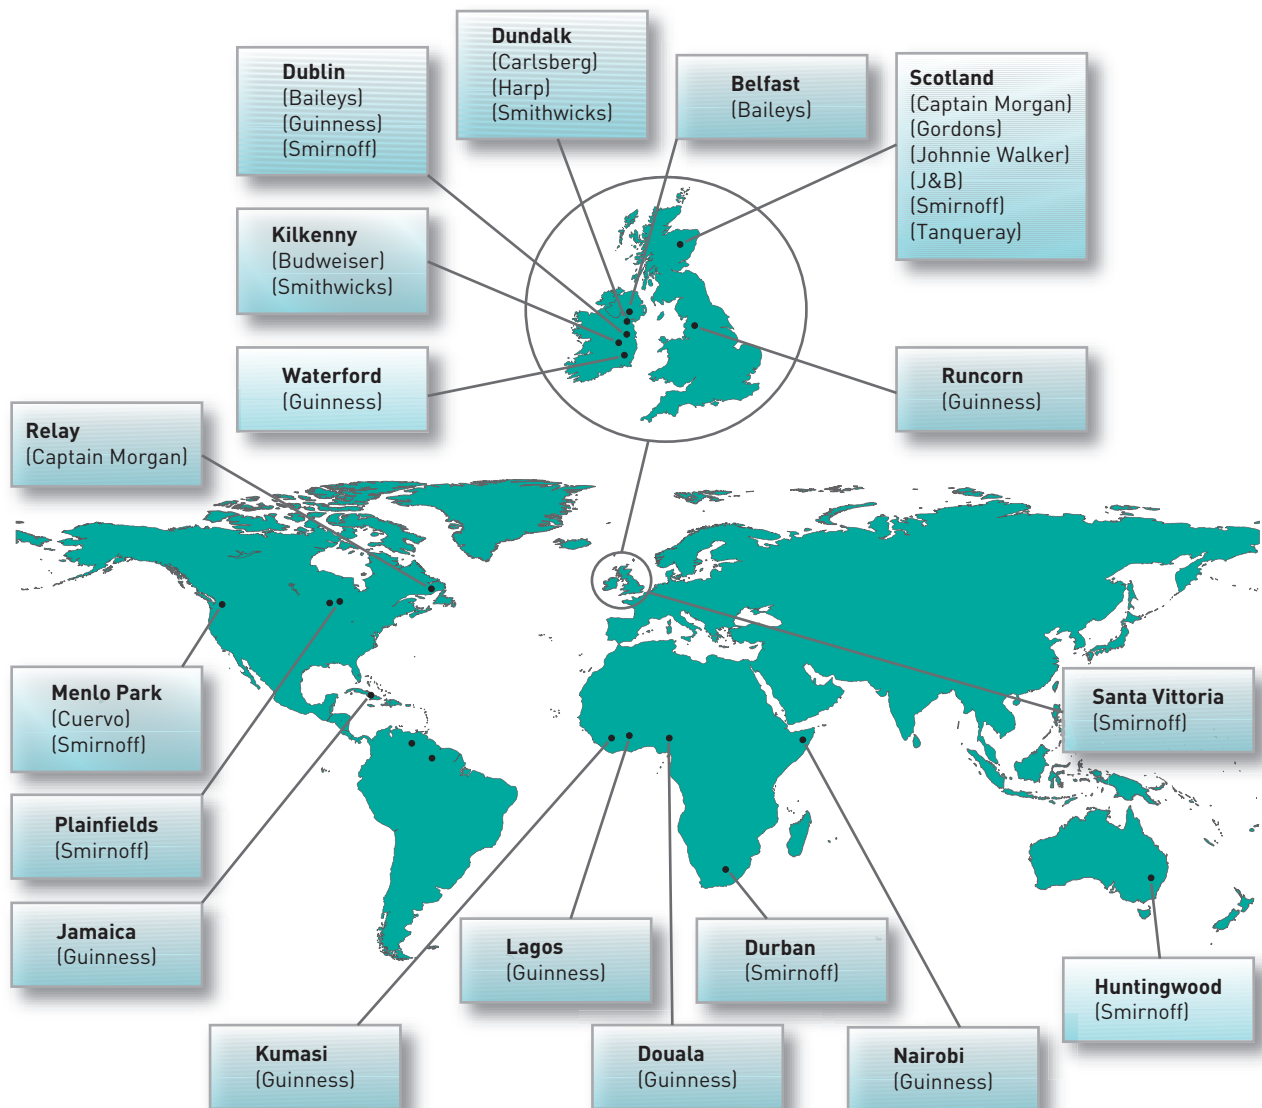 Dublin
(Baileys)
(Guinness)
(Smirnoff)
Dundalk
(Carlsberg)
(Harp)
(Smithwicks)
Belfast
(Baileys)
Scotland
(Captain Morgan)
(Gordons)
(Johnnie Walker)
(J&B)
(Smirnoff)
(Tanqueray)
Kilkenny
(Budweiser)
(Smithwicks)
Waterford
(Guinness)
Runcorn
(Guinness)
Relay
(Captain Morgan)
Menlo Park
(Cuervo)
(Smirnoff)
Santa Vittoria
(Smirnoff)
Plainfields
(Smirnoff)
Jamaica
(Guinness)
Lagos
(Guinness)
Durban
(Smirnoff)
Huntingwood
(Smirnoff)
Kumasi
(Guinness)
Douala
(Guinness)
Nairobi
(Guinness)